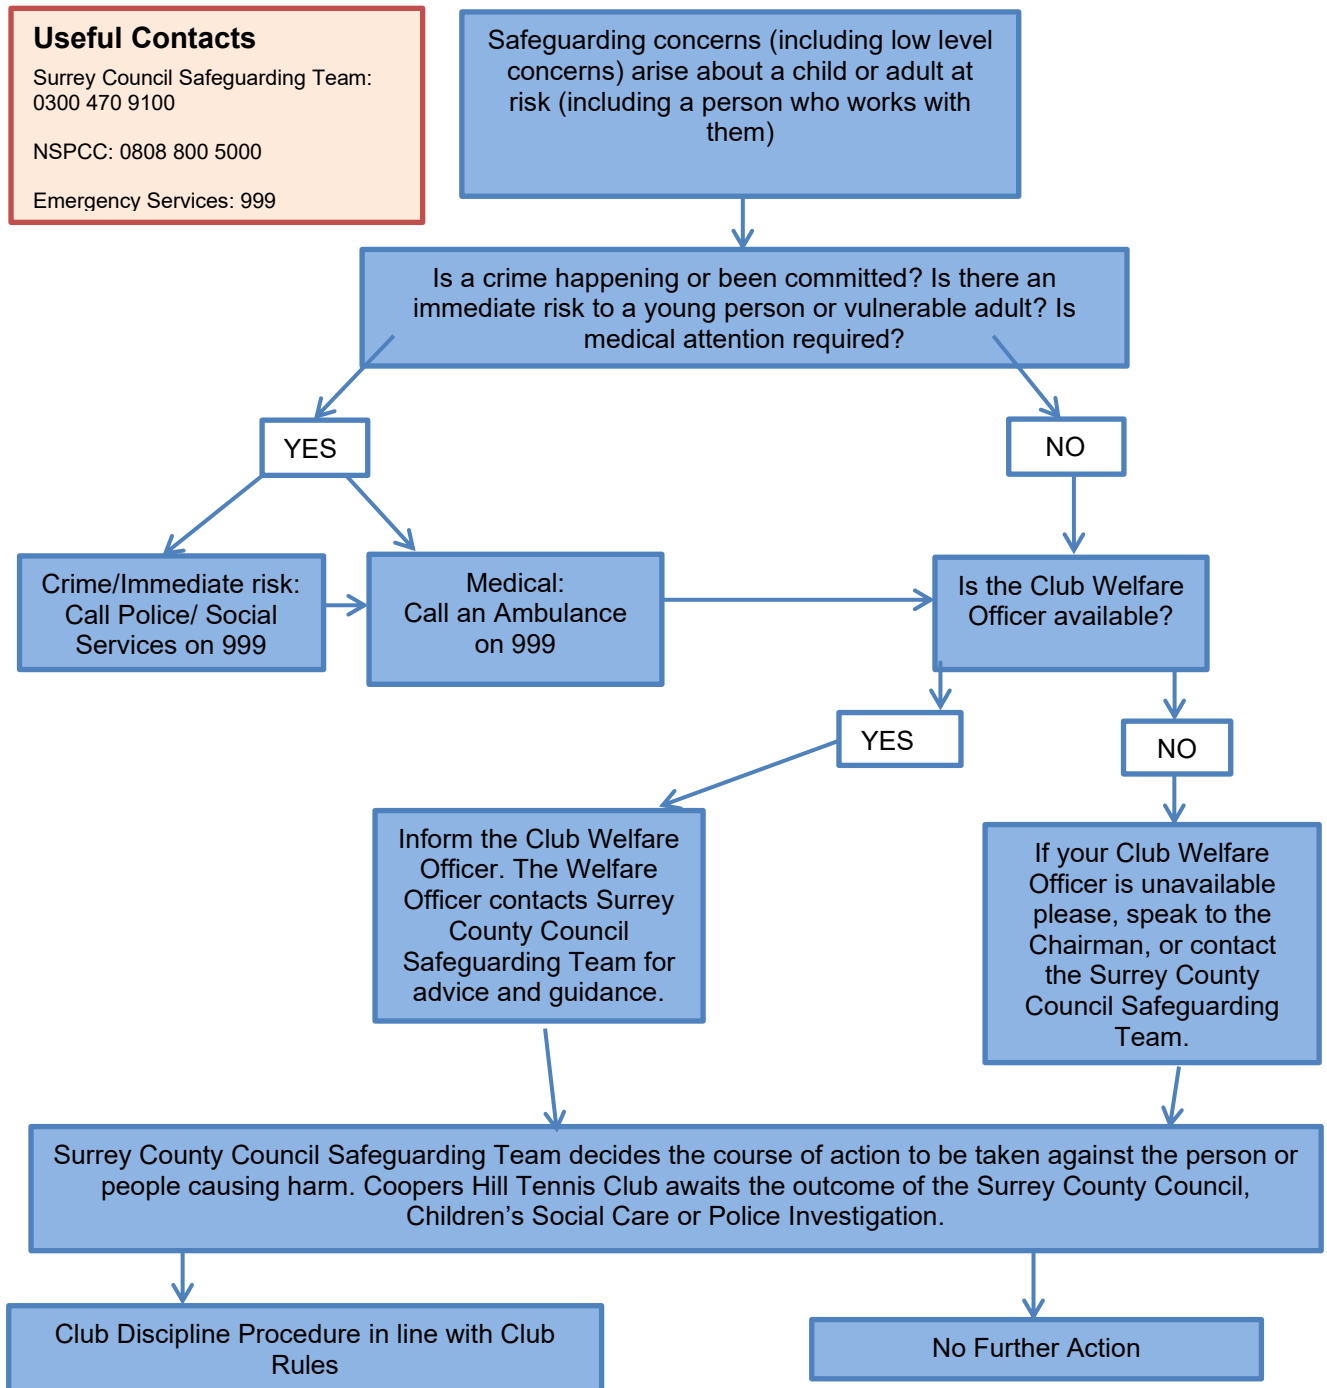 Useful Contacts
Surrey Council Safeguarding Team:
0300 470 9100
NSPCC: 0808 800 5000
Emergency Services: 999
Safeguarding concerns (including low level
concerns) arise about a child or adult at
risk (including a person who works with
them)
Is a crime happening or been committed? Is there an
immediate risk to a young person or vulnerable adult? Is
medical attention required?
YES
NO
Crime/Immediate risk:
Call Police/ Social
Services on 999
Medical:
Call an Ambulance
on 999
Is the Club Welfare
Officer available?
YES
NO
Inform the Club Welfare
Officer. The Welfare
Officer contacts Surrey
County Council
Safeguarding Team for
advice and guidance.
If your Club Welfare
Officer is unavailable
please, speak to the
Chairman, or contact
the Surrey County
Council Safeguarding
Team.
Surrey County Council Safeguarding Team decides the course of action to be taken against the person or
people causing harm. Coopers Hill Tennis Club awaits the outcome of the Surrey County Council,
Children’s Social Care or Police Investigation.
Club Discipline Procedure in line with Club
Rules
No Further Action